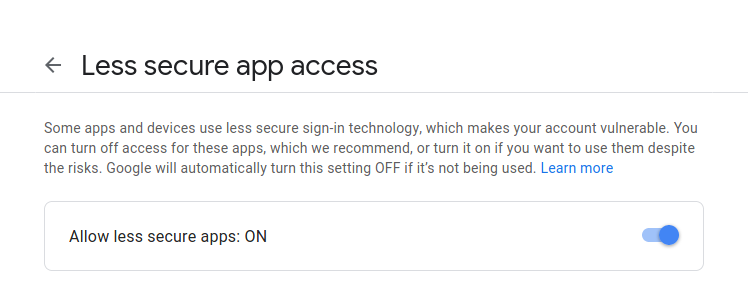 Less secure app access
Some apps and devices use less secure sign-in technology, which makes your account vulnerable. You
can turn off access for these apps, which we recommend, or turn it on if you want to use them despite
the risks. Google will automatically turn this setting OFF if it’s not being used. Learn more
Allow less secure apps: ON